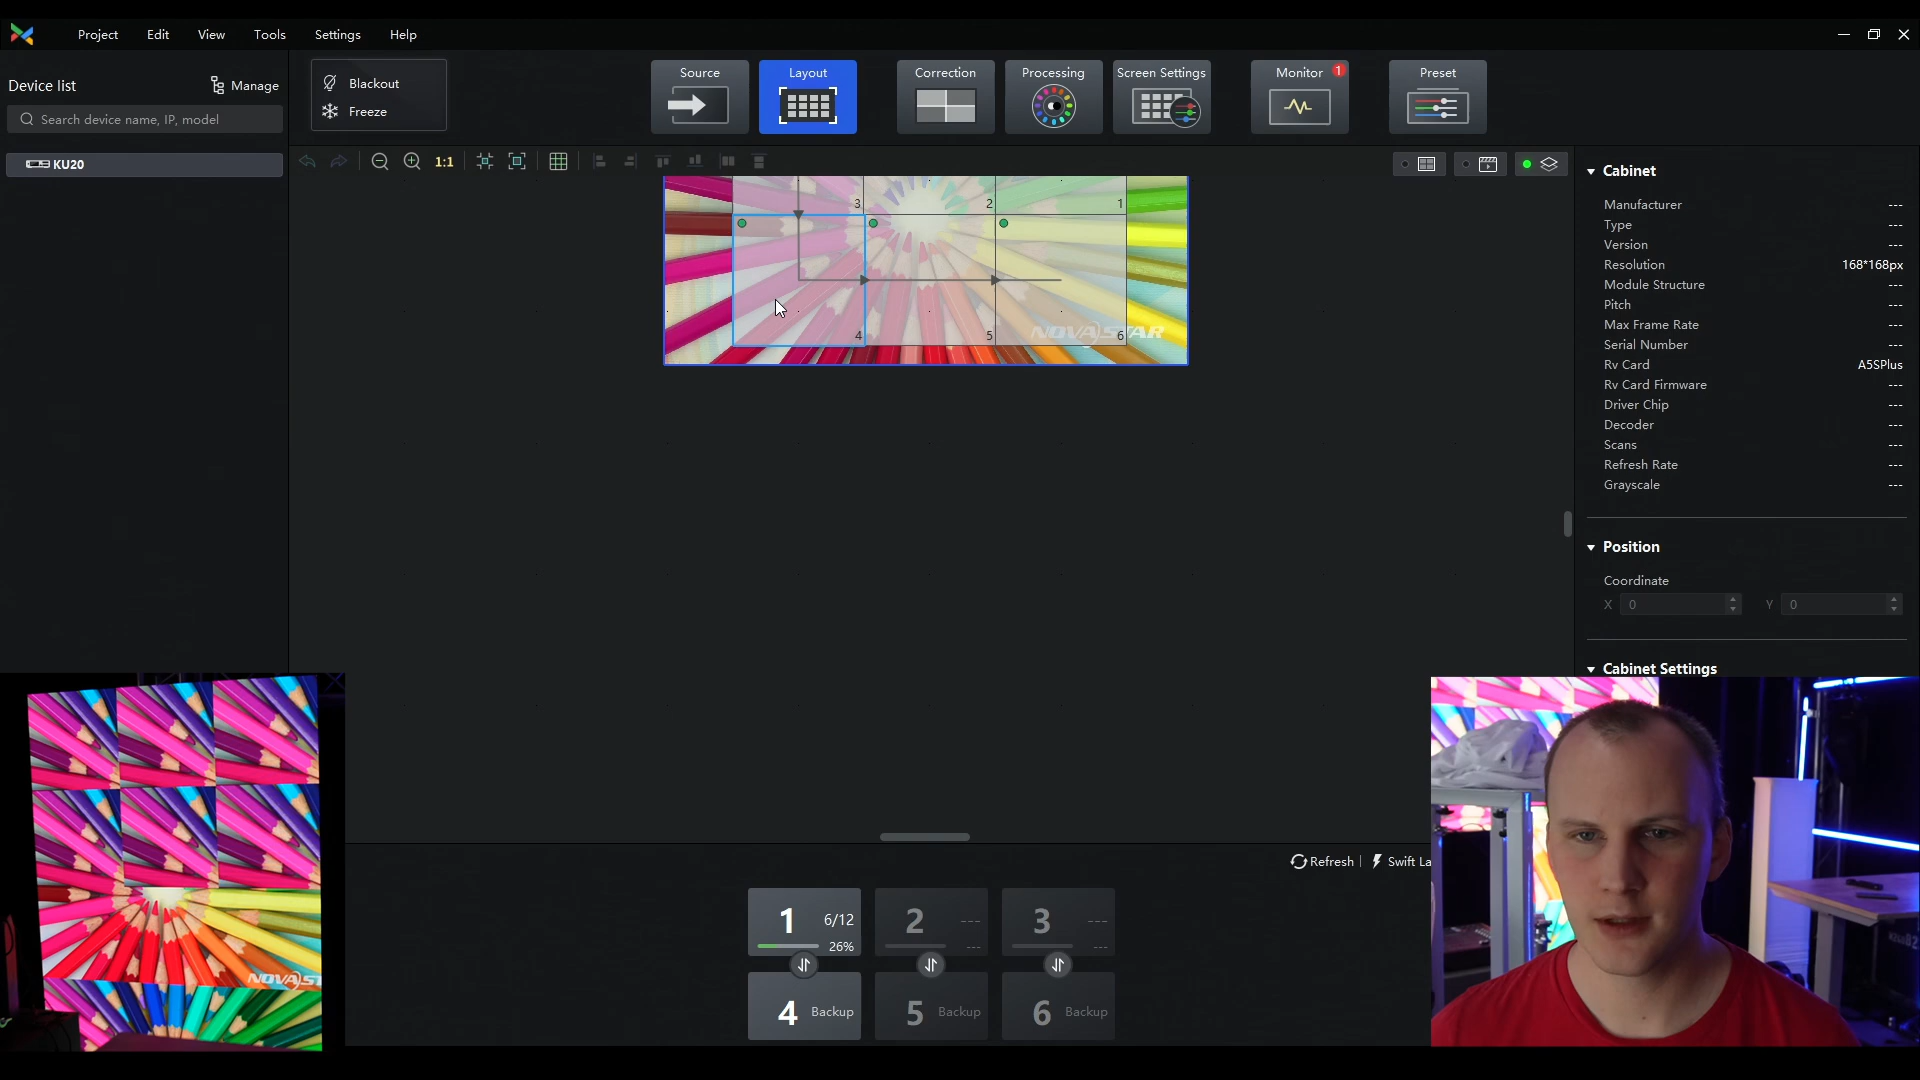 Project Edit View Tools Settings Help
Device list Manage
Search device name, IP, model
KU20
Blackout
Freeze
Source Layout Correction Processing Screen Settings Monitor 1 Preset
1:1
3 2 1
4 5 6
NOVASTAR
Cabinet
Manufacturer ---
Type ---
Version ---
Resolution 168*168px
Module Structure ---
Pitch ---
Max Frame Rate ---
Serial Number ---
Rv Card A5SPlus
Rv Card Firmware ---
Driver Chip ---
Decoder ---
Scans ---
Refresh Rate ---
Grayscale ---
Position
Coordinate
X 0 Y 0
Cabinet Settings
Refresh Swift La
1 6/12 26%
2 --- ---
3 --- ---
4 Backup
5 Backup
6 Backup
NOVAST